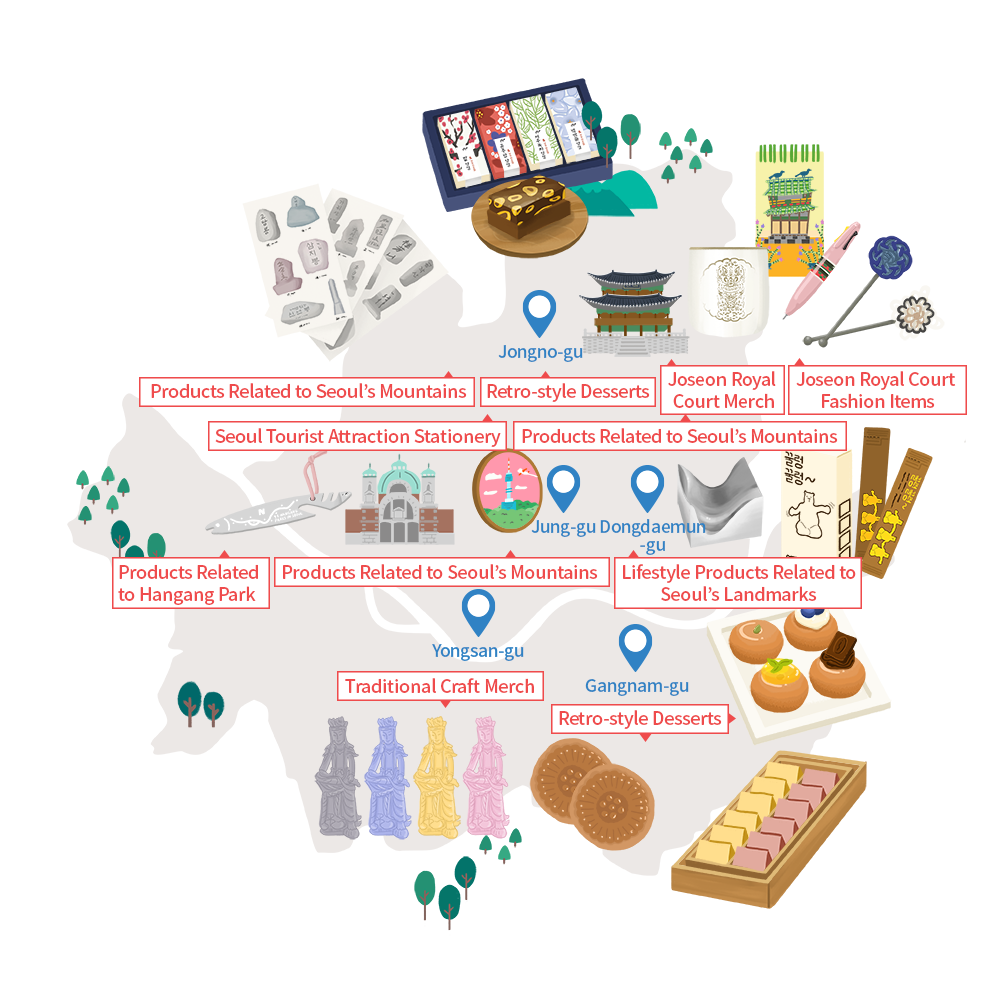 Jongno-gu
Products Related to Seoul's Mountains
Retro-style Desserts
Joseon Royal
Court Merch
Joseon Royal Court
Fashion Items
Seoul Tourist Attraction Stationery
Products Related to Seoul's Mountains
Jung-gu
Dongdaemun
-gu
Products Related
to Hangang Park
Products Related to Seoul's Mountains
Lifestyle Products Related to
Seoul's Landmarks
Yongsan-gu
Gangnam-gu
Traditional Craft Merch
Retro-style Desserts